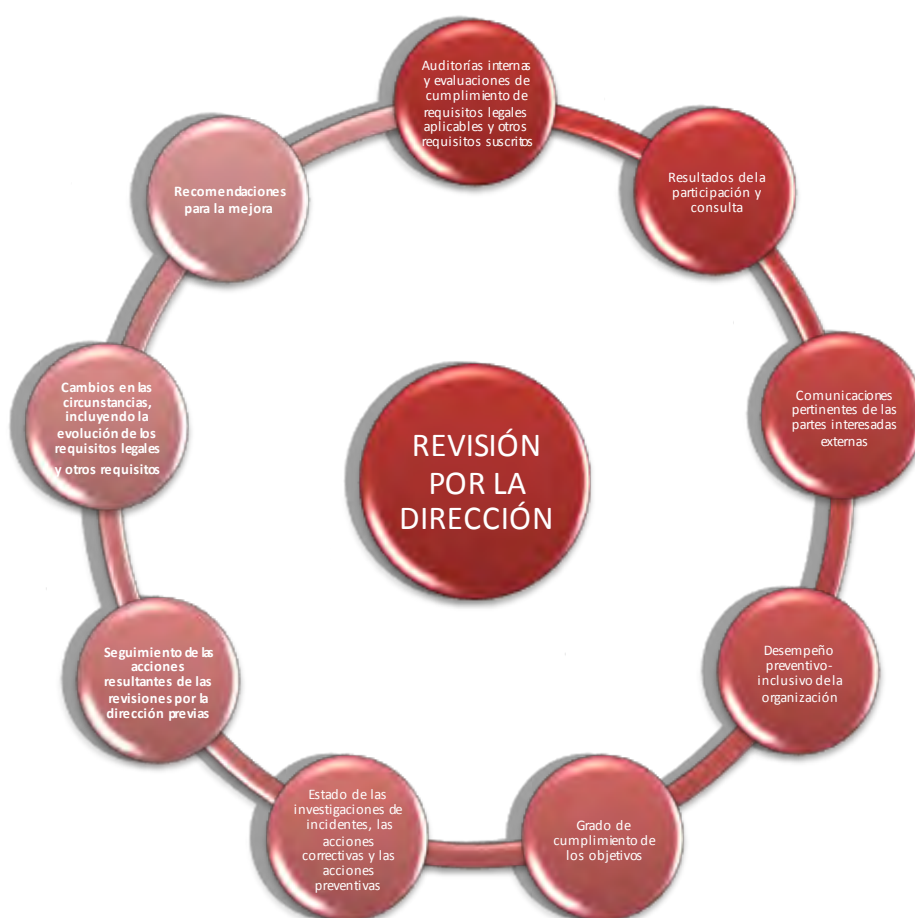 Auditorías internas
y evaluaciones de
cumplimiento de
requisitos legales
aplicables y otros
requisitos suscritos
Resultados de la
participación y
consulta
Comunicaciones
pertinentes de las
partes interesadas
externas
Desempeño
preventivo-
inclusivo de la
organización
Grado de
cumplimiento de
los objetivos
Estado de las
investigaciones de
incidentes, las
acciones
correctivas y las
acciones
preventivas
Seguimiento de las
acciones
resultantes de las
revisiones por la
dirección previas
Cambios en las
circunstancias,
incluyendo la
evolución de los
requisitos legales
y otros requisitos
Recomendaciones
para la mejora
REVISIÓN
POR LA
DIRECCIÓN